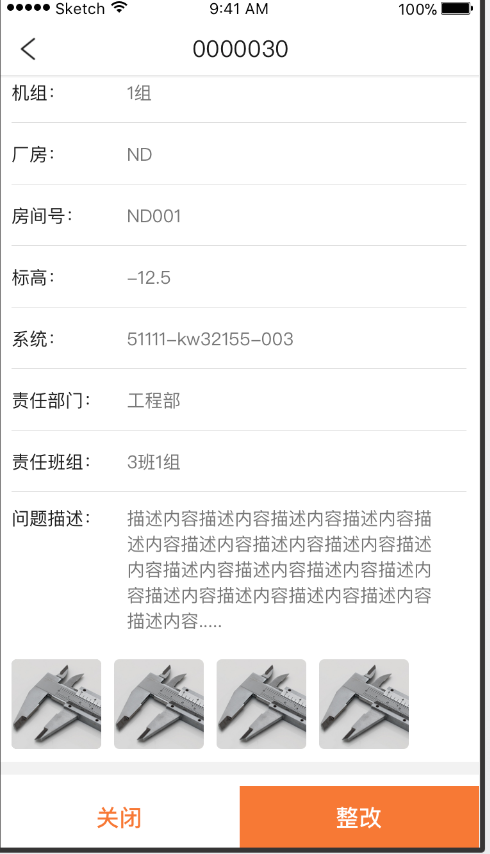 Sketch 9:41 AM 100%
0000030
机组： 1组
厂房： ND
房间号： ND001
标高： -12.5
系统： 51111-kw32155-003
责任部门： 工程部
责任班组： 3班1组
问题描述： 描述内容描述内容描述内容描述内容描
述内容描述内容描述内容描述内容描述
内容描述内容描述内容描述内容描述内
容描述内容描述内容描述内容描述内容
描述内容.....
关闭 整改